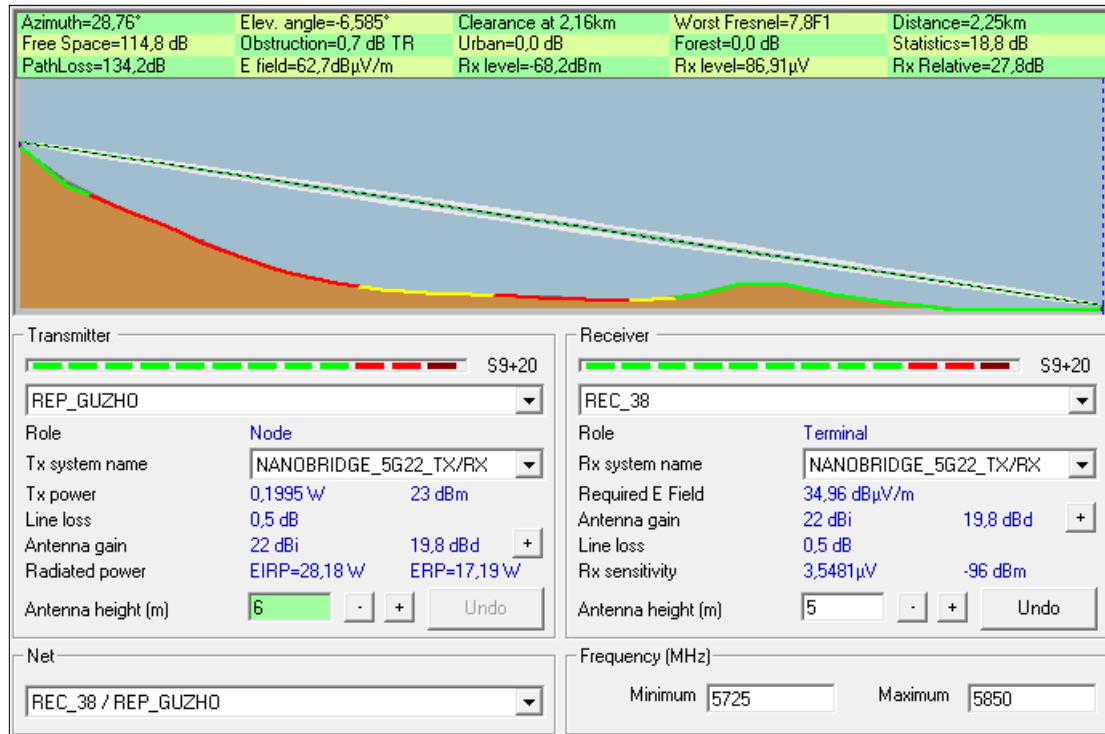 Azimuth=28,76° Elev. angle=-6,585° Clearance at 2,16km Worst Fresnel=7,8F1 Distance=2,25km
Free Space=114,8 dB Obstruction=0,7 dB TR Urban=0,0 dB Forest=0,0 dB Statistics=18,8 dB
PathLoss=134,2dB E field=62,7dBµV/m Rx level=-68,2dBm Rx level=86,91µV Rx Relative=27,8dB
Transmitter
S9+20
REP_GUZHO
Role Node
Tx system name NANOBRIDGE_5G22_TX/RX
Tx power 0,1995 W 23 dBm
Line loss 0,5 dB
Antenna gain 22 dBi 19,8 dBd +
Radiated power EIRP=28,18 W ERP=17,19 W
Antenna height (m) 6 - + Undo
Receiver
S9+20
REC_38
Role Terminal
Rx system name NANOBRIDGE_5G22_TX/RX
Required E Field 34,96 dBµV/m
Antenna gain 22 dBi 19,8 dBd +
Line loss 0,5 dB
Rx sensitivity 3,5481µV -96 dBm
Antenna height (m) 5 - + Undo
Net
REC_38 / REP_GUZHO
Frequency (MHz)
Minimum 5725 Maximum 5850